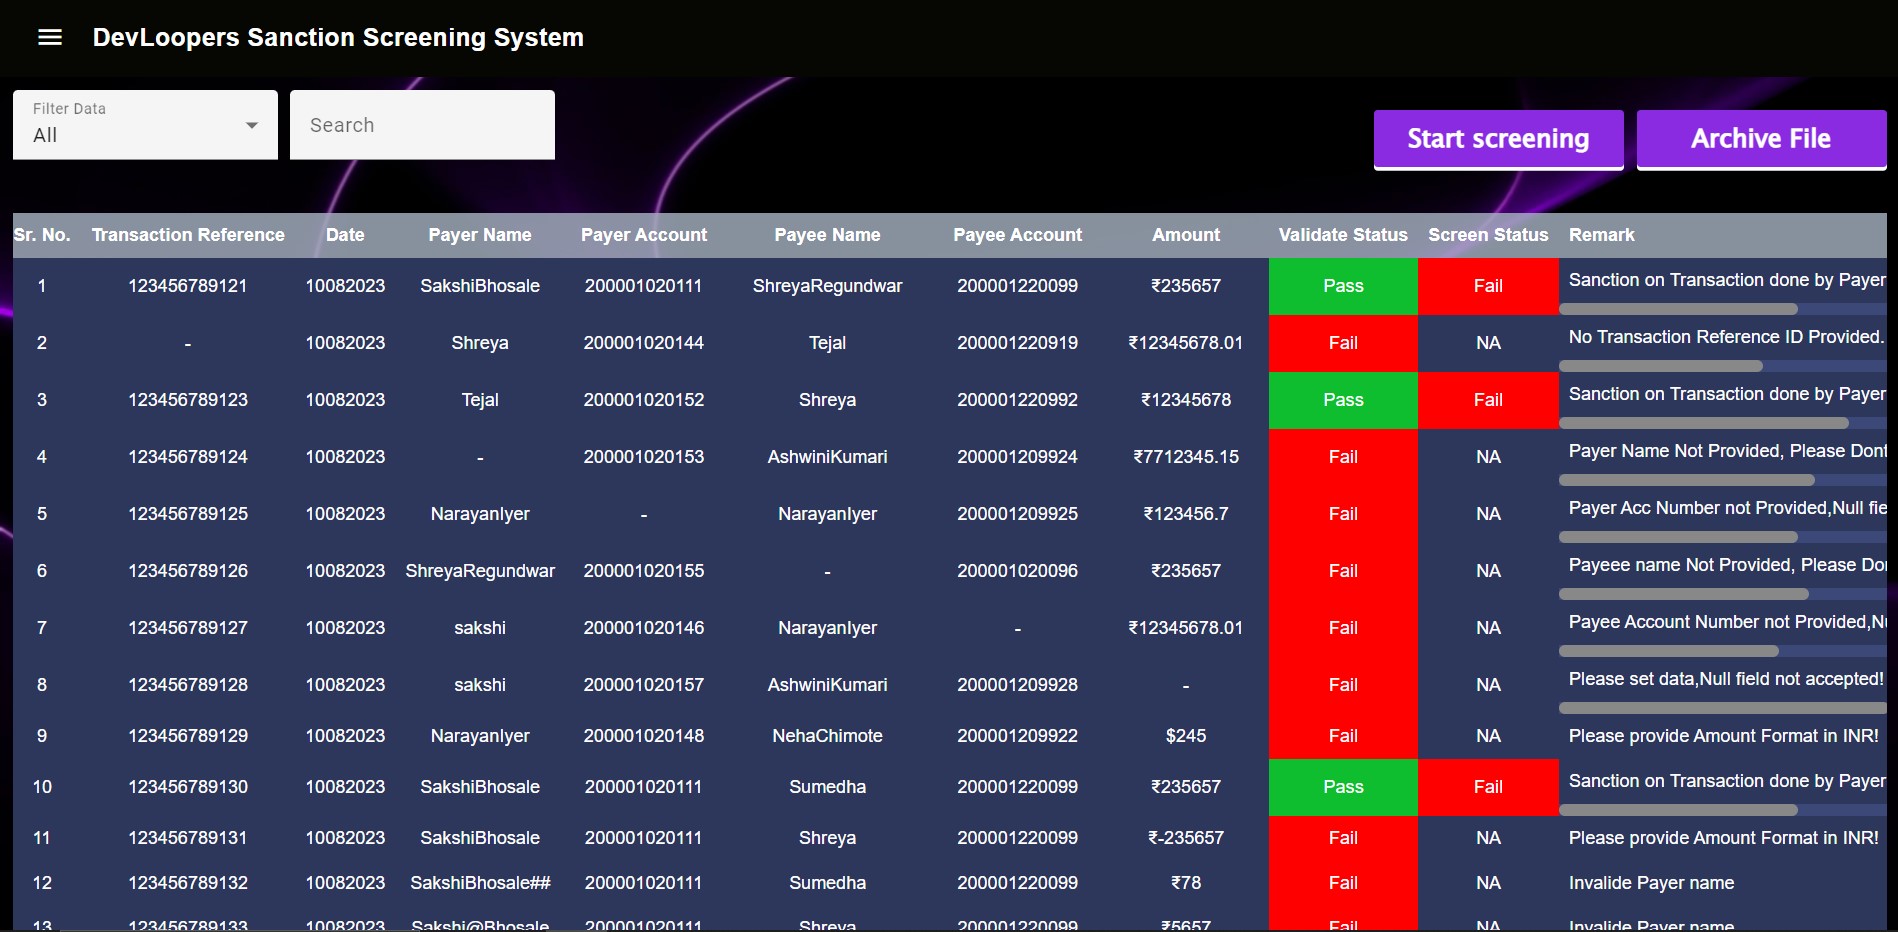 DevLoopers Sanction Screening System
Filter Data
All
Search
Start screening
Archive File
Sr. No. Transaction Reference Date Payer Name Payer Account Payee Name Payee Account Amount Validate Status Screen Status Remark
1 123456789121 10082023 SakshiBhosale 200001020111 ShreyaRegundwar 200001220099 ₹235657 Pass Fail Sanction on Transaction done by Payer
2 - 10082023 Shreya 200001020144 Tejal 200001220919 ₹12345678.01 Fail NA No Transaction Reference ID Provided.
3 123456789123 10082023 Tejal 200001020152 Shreya 200001220992 ₹12345678 Pass Fail Sanction on Transaction done by Payer
4 123456789124 10082023 - 200001020153 AshwiniKumari 200001209924 ₹7712345.15 Fail NA Payer Name Not Provided, Please Dont
5 123456789125 10082023 NarayanIyer - NarayanIyer 200001209925 ₹123456.7 Fail NA Payer Acc Number not Provided,Null fie
6 123456789126 10082023 ShreyaRegundwar 200001020155 - 200001020096 ₹235657 Fail NA Payeee name Not Provided, Please Do
7 123456789127 10082023 sakshi 200001020146 NarayanIyer - ₹12345678.01 Fail NA Payee Account Number not Provided,N
8 123456789128 10082023 sakshi 200001020157 AshwiniKumari 200001209928 - Fail NA Please set data,Null field not accepted!
9 123456789129 10082023 NarayanIyer 200001020148 NehaChimote 200001209922 $245 Fail NA Please provide Amount Format in INR!
10 123456789130 10082023 SakshiBhosale 200001020111 Sumedha 200001220099 ₹235657 Pass Fail Sanction on Transaction done by Payer
11 123456789131 10082023 SakshiBhosale 200001020111 Shreya 200001220099 ₹-235657 Fail NA Please provide Amount Format in INR!
12 123456789132 10082023 SakshiBhosale## 200001020111 Sumedha 200001220099 ₹78 Fail NA Invalide Payer name
13 123456789133 10082023 Sakshi@Bhosale 200001020111 Shreya 200001220099 ₹5657 Fail NA Invalide Payer name